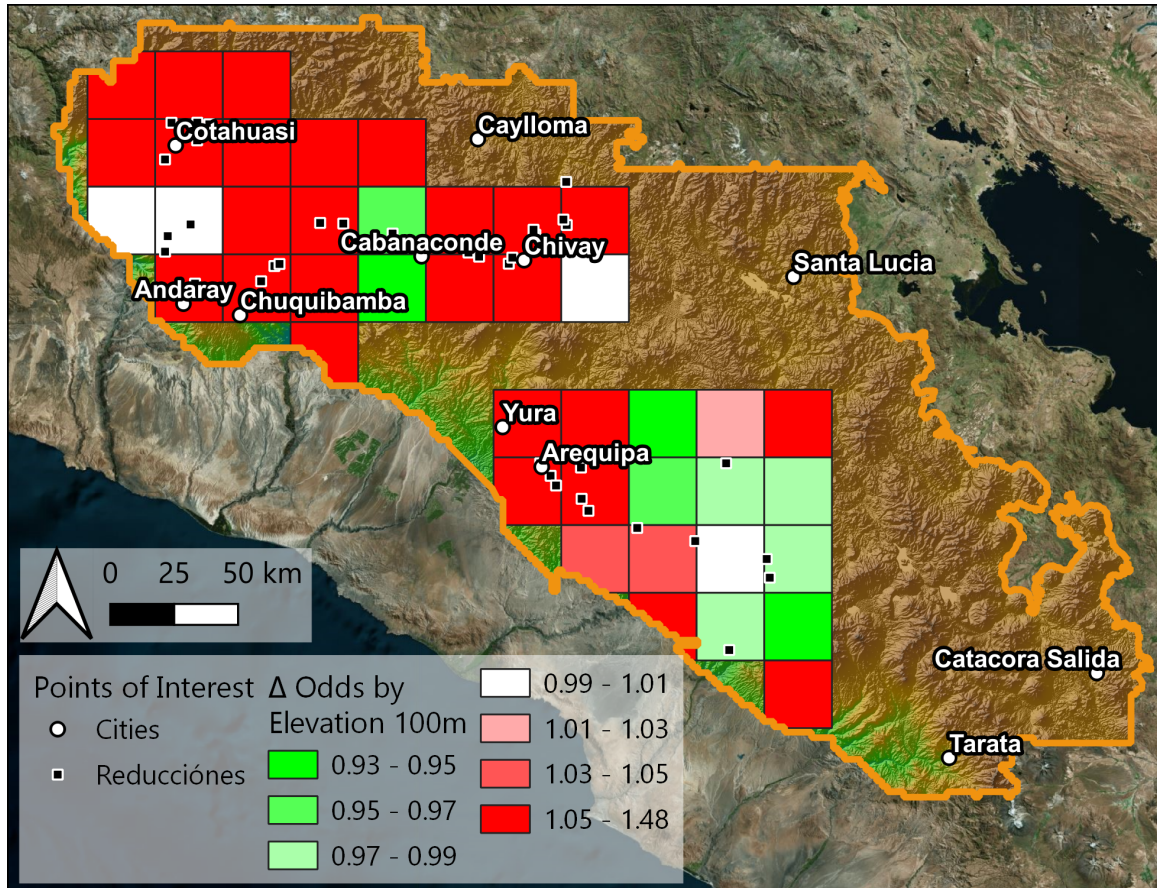 Cotahuasi
Caylloma
Cabanaconde
Chivay
Santa Lucia
Andaray
Chuquibamba
Yura
Arequipa
Catacora Salida
Tarata
0 25 50 km
Points of Interest
Cities
Reducciónes
Δ Odds by
Elevation 100m
0.93 - 0.95
0.95 - 0.97
0.97 - 0.99
0.99 - 1.01
1.01 - 1.03
1.03 - 1.05
1.05 - 1.48